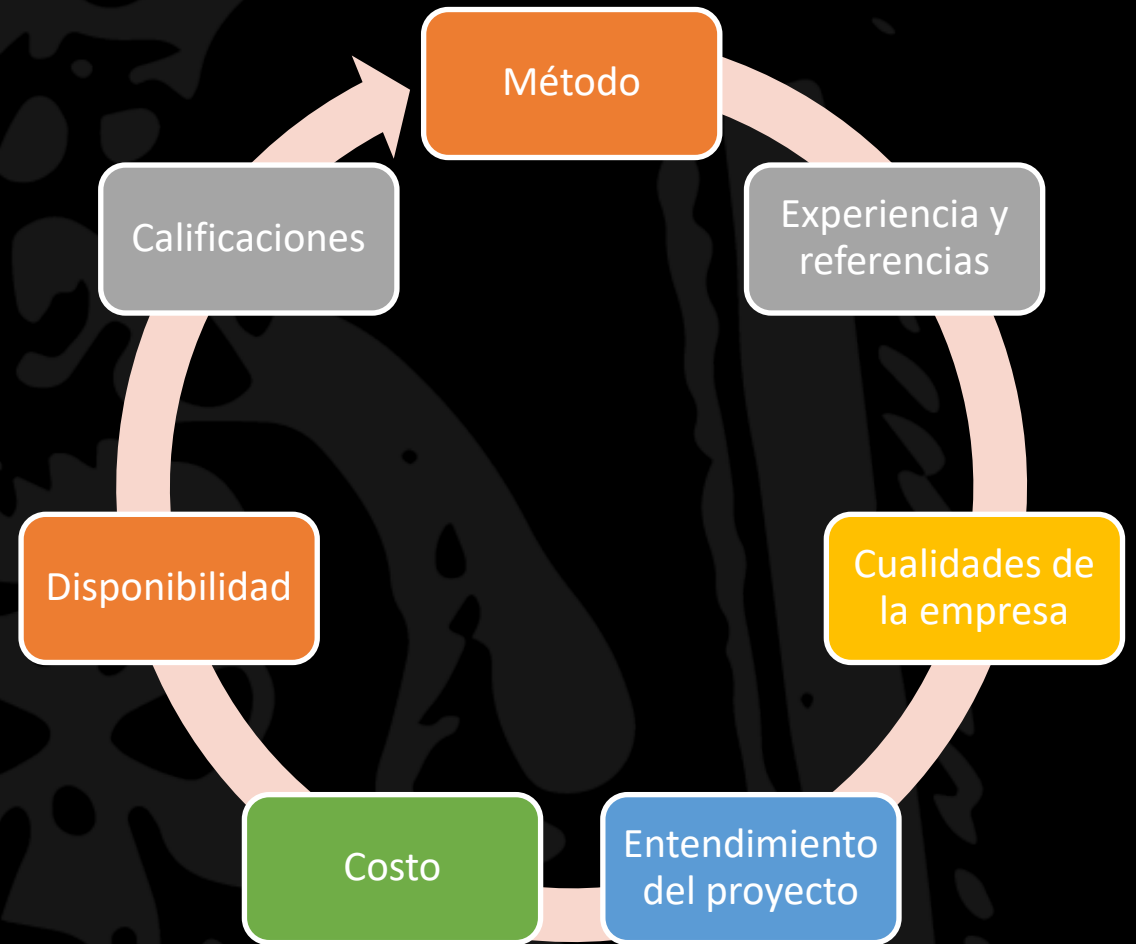 Método
Experiencia y
referencias
Cualidades de
la empresa
Entendimiento
del proyecto
Costo
Disponibilidad
Calificaciones